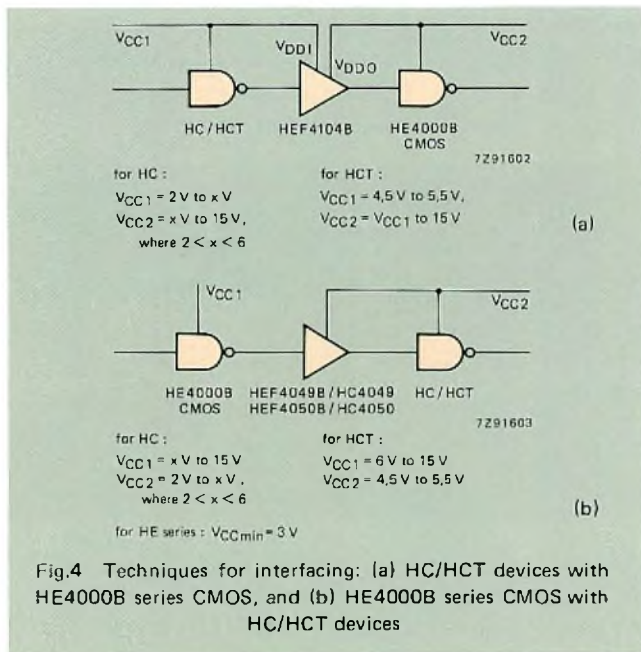 VCC1
VDDI
VDDO
VCC2
HC/HCT
HEF4104B
HE4000B
CMOS
7Z91602
for HC :
VCC1 = 2 V to x V
VCC2 = x V to 15 V,
where 2 < x < 6
for HCT :
VCC1 = 4,5 V to 5,5 V,
VCC2 = VCC1 to 15 V
(a)
VCC1
VCC2
HE4000B
CMOS
HEF4049B/HC4049
HEF4050B/HC4050
HC/HCT
7Z91603
for HC :
VCC1 = x V to 15 V
VCC2 = 2 V to x V,
where 2 < x < 6
for HCT :
VCC1 = 6 V to 15 V
VCC2 = 4,5 V to 5,5 V
(b)
for HE series : VCCmin = 3 V
Fig.4 Techniques for interfacing: (a) HC/HCT devices with
HE4000B series CMOS, and (b) HE4000B series CMOS with
HC/HCT devices